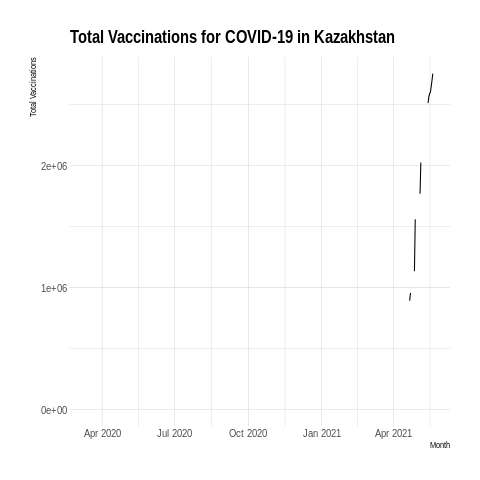 Total Vaccinations for COVID-19 in Kazakhstan
Total Vaccinations
2e+06
1e+06
0e+00
Apr 2020 Jul 2020 Oct 2020 Jan 2021 Apr 2021
Month